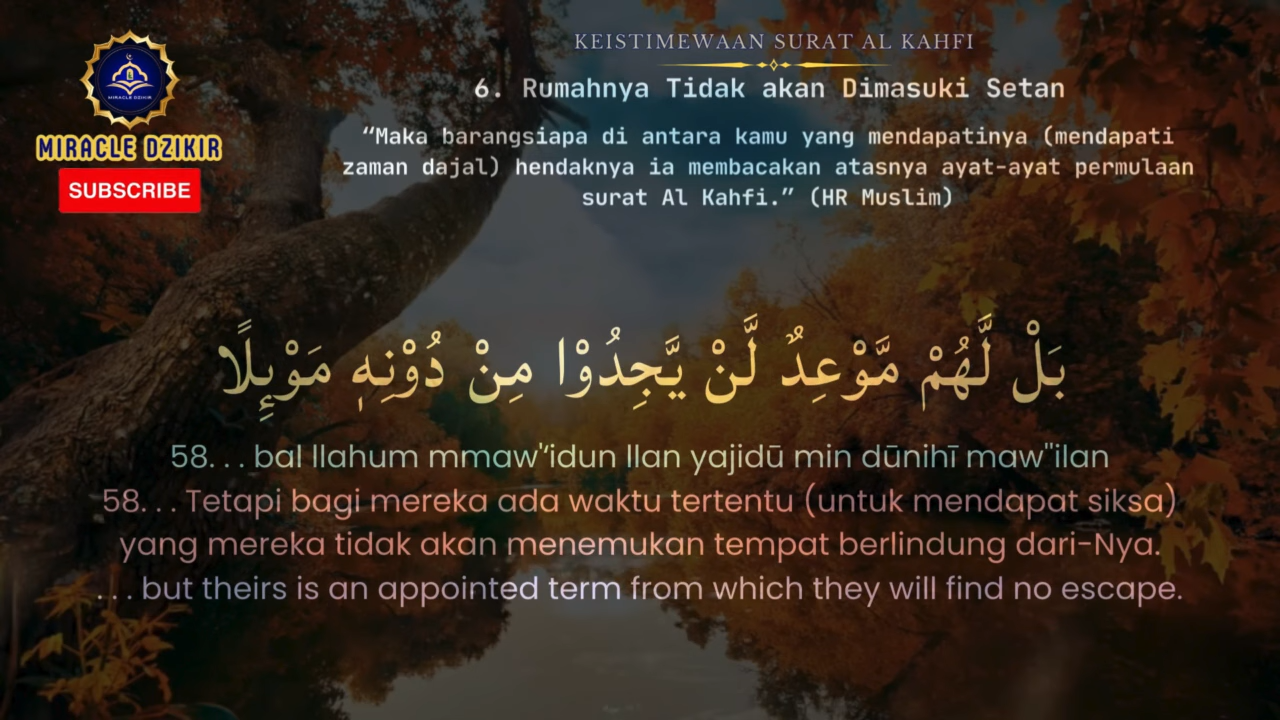 MIRACLE DZIKIR
MIRACLE DZIKIR
SUBSCRIBE
KEISTIMEWAAN SURAT AL KAHFI
6. Rumahnya Tidak akan Dimasuki Setan
“Maka barangsiapa di antara kamu yang mendapatinya (mendapati
zaman dajal) hendaknya ia membacakan atasnya ayat-ayat permulaan
surat Al Kahfi.” (HR Muslim)
بَلْ لَّهُمْ مَّوْعِدٌ لَّنْ يَّجِدُوْا مِنْ دُوْنِهٖ مَوْىِٕلًا
58. . . bal llahum mmaw'‘idun llan yajidū min dūnihī maw"ilan
58. . . Tetapi bagi mereka ada waktu tertentu (untuk mendapat siksa)
yang mereka tidak akan menemukan tempat berlindung dari-Nya.
. . . but theirs is an appointed term from which they will find no escape.